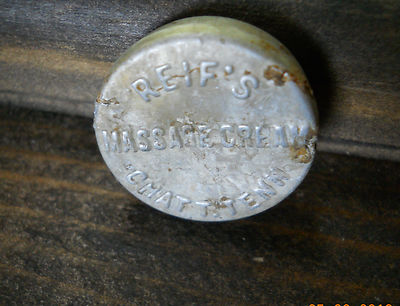 REIF'S
MASSAGE CREAM
CHATT. TENN